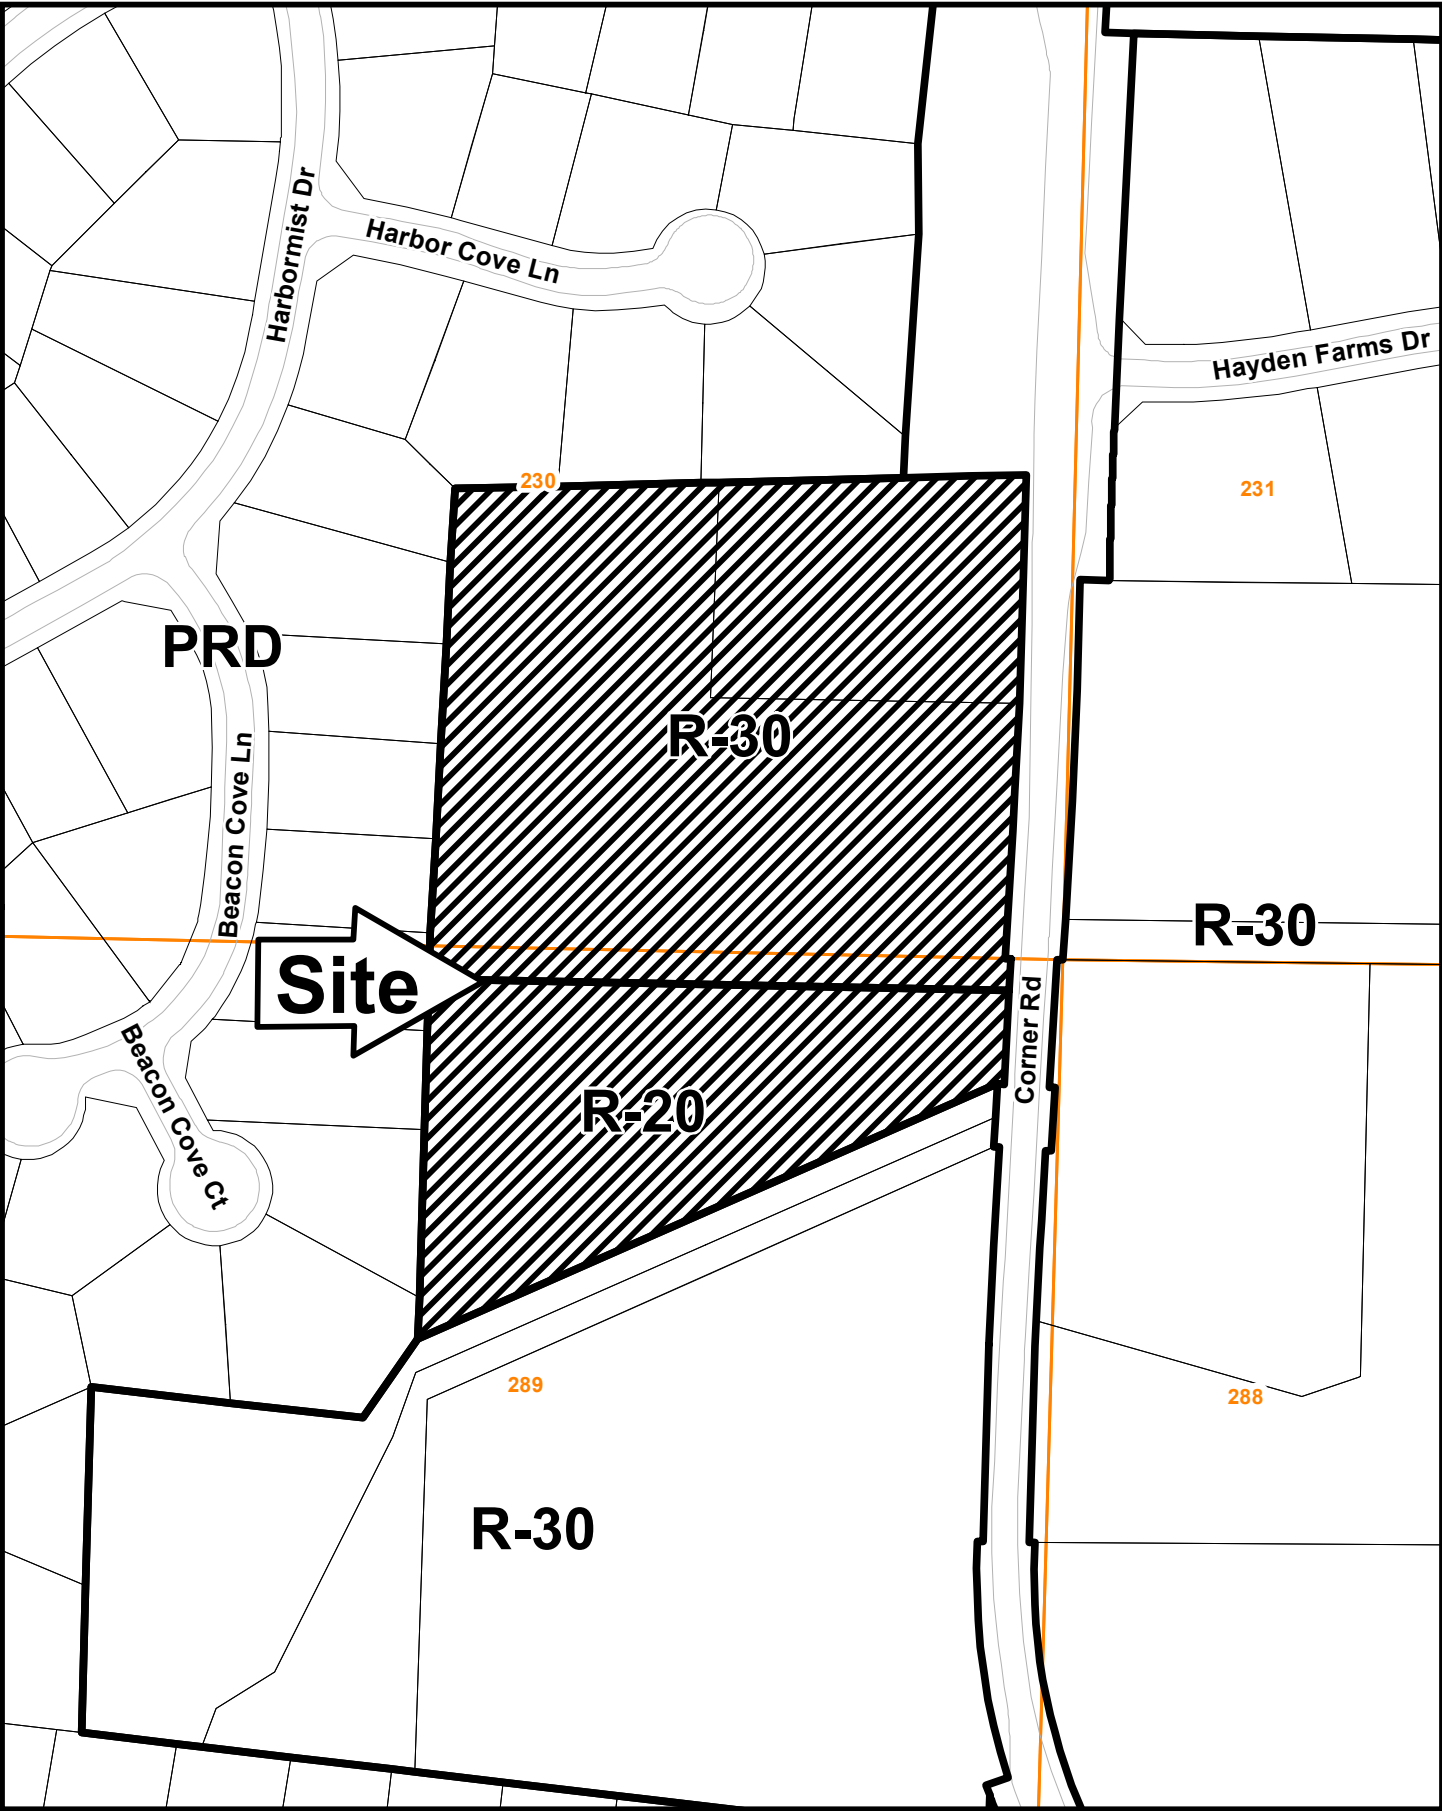 Harbormist Dr
Harbor Cove Ln
Hayden Farms Dr
230
231
PRD
R-30
Beacon Cove Ln
R-30
Site
Corner Rd
Beacon Cove Ct
R-20
289
288
R-30